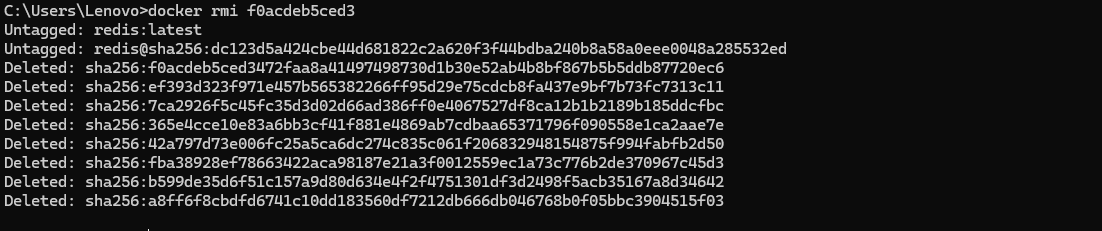 C:\Users\Lenovo>docker rmi f0acdeb5ced3
Untagged: redis:latest
Untagged: redis@sha256:dc123d5a424cbe44d681822c2a620f3f44bdba240b8a58a0eee0048a285532ed
Deleted: sha256:f0acdeb5ced3472faa8a41497498730d1b30e52ab4b8bf867b5b5ddb87720ec6
Deleted: sha256:ef393d323f971e457b565382266ff95d29e75cdcb8fa437e9bf7b73fc7313c11
Deleted: sha256:7ca2926f5c45fc35d3d02d66ad386ff0e4067527df8ca12b1b2189b185ddcfbc
Deleted: sha256:365e4cce10e83a6bb3cf41f881e4869ab7cdbaa65371796f090558e1ca2aae7e
Deleted: sha256:42a797d73e006fc25a5ca6dc274c835c061f206832948154875f994fabfb2d50
Deleted: sha256:fba38928ef78663422aca98187e21a3f0012559ec1a73c776b2de370967c45d3
Deleted: sha256:b599de35d6f51c157a9d80d634e4f2f4751301df3d2498f5acb35167a8d34642
Deleted: sha256:a8ff6f8cbdfd6741c10dd183560df7212db666db046768b0f05bbc3904515f03